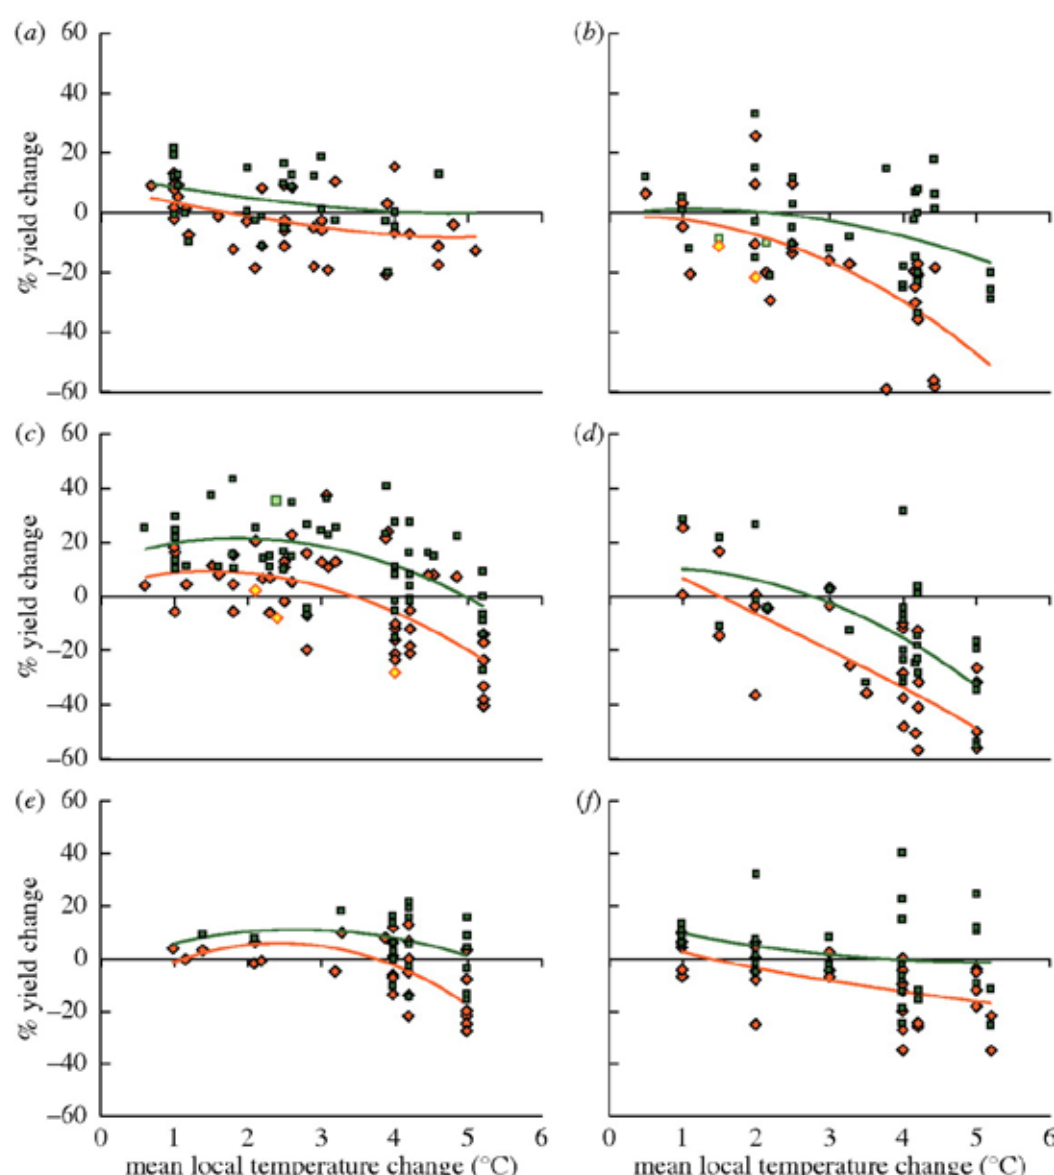 (a) 60 (b)
40
20
0
–20
–40
–60
% yield change
(c) 60 (d)
40
20
0
–20
–40
–60
% yield change
(e) 60 (f)
40
20
0
–20
–40
–60
% yield change
0 1 2 3 4 5 6 0 1 2 3 4 5 6
mean local temperature change (°C) mean local temperature change (°C)